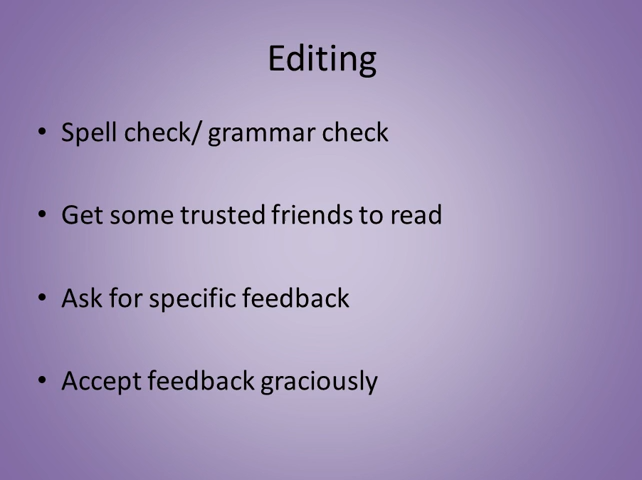 Editing
• Spell check/ grammar check
• Get some trusted friends to read
• Ask for specific feedback
• Accept feedback graciously